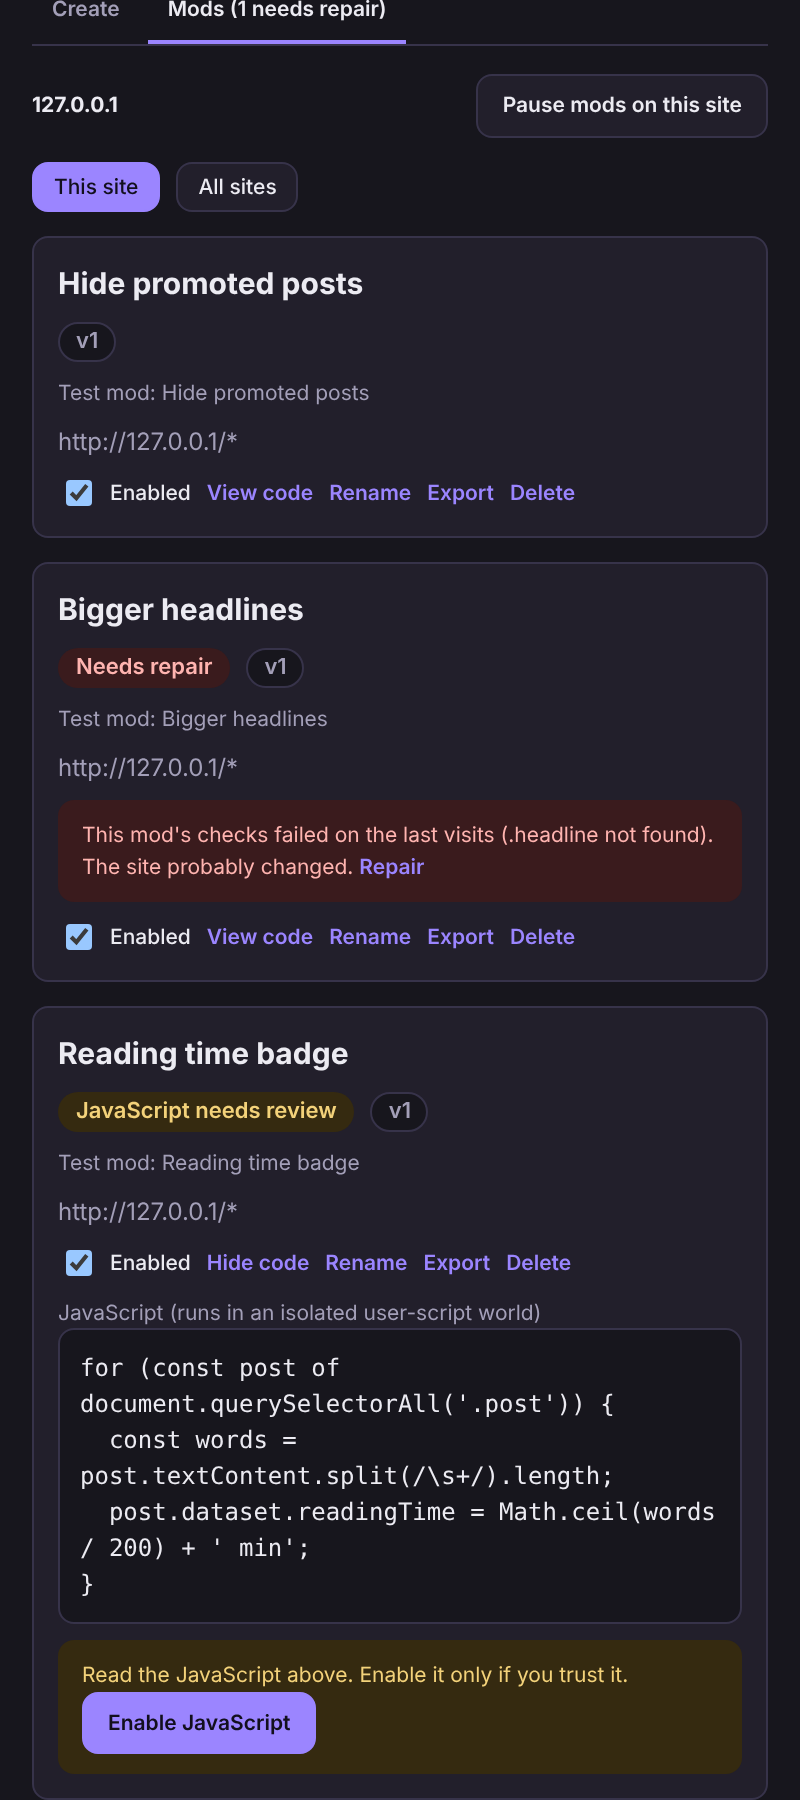 Create Mods (1 needs repair)
127.0.0.1 Pause mods on this site
This site All sites
Hide promoted posts
v1
Test mod: Hide promoted posts
http://127.0.0.1/*
Enabled View code Rename Export Delete
Bigger headlines
Needs repair v1
Test mod: Bigger headlines
http://127.0.0.1/*
This mod's checks failed on the last visits (.headline not found).
The site probably changed. Repair
Enabled View code Rename Export Delete
Reading time badge
JavaScript needs review v1
Test mod: Reading time badge
http://127.0.0.1/*
Enabled Hide code Rename Export Delete
JavaScript (runs in an isolated user-script world)
for (const post of
document.querySelectorAll('.post')) {
  const words =
post.textContent.split(/\s+/).length;
  post.dataset.readingTime = Math.ceil(words
/ 200) + ' min';
}
Read the JavaScript above. Enable it only if you trust it.
Enable JavaScript